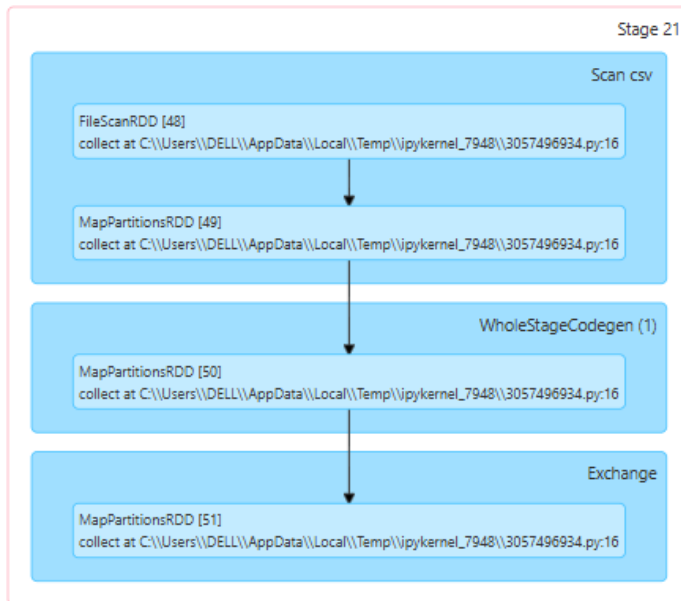 Stage 21
Scan csv
FileScanRDD [48]
collect at C:\\Users\\DELL\\AppData\\Local\\Temp\\ipykernel_7948\\3057496934.py:16
MapPartitionsRDD [49]
collect at C:\\Users\\DELL\\AppData\\Local\\Temp\\ipykernel_7948\\3057496934.py:16
WholeStageCodegen (1)
MapPartitionsRDD [50]
collect at C:\\Users\\DELL\\AppData\\Local\\Temp\\ipykernel_7948\\3057496934.py:16
Exchange
MapPartitionsRDD [51]
collect at C:\\Users\\DELL\\AppData\\Local\\Temp\\ipykernel_7948\\3057496934.py:16